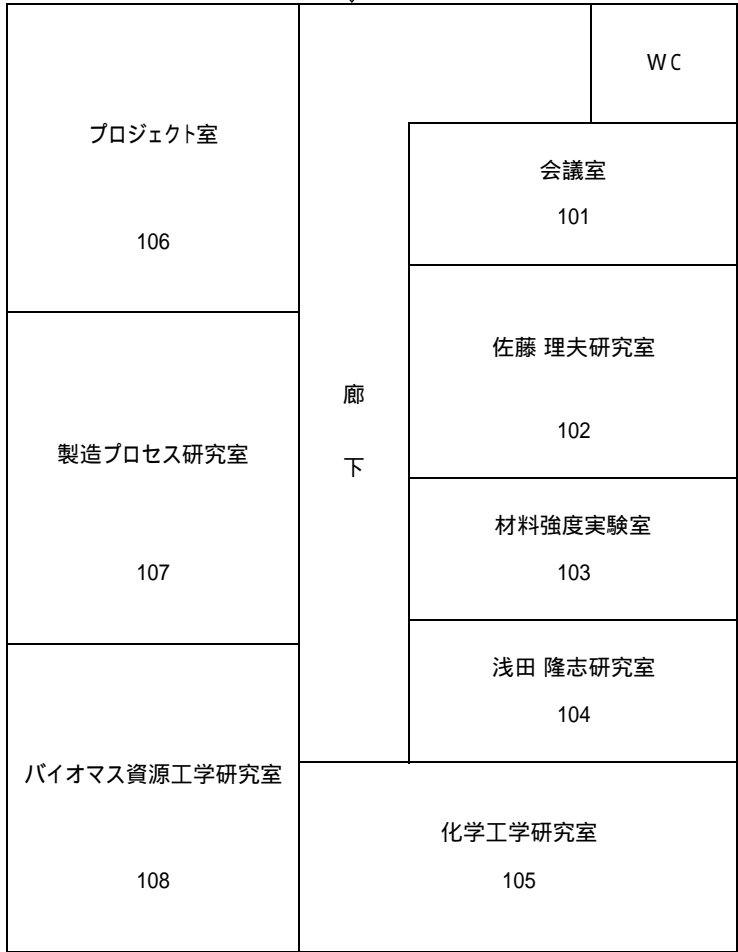 WC
プロジェクト室
106
会議室
101
佐藤 理夫研究室
102
廊
下
製造プロセス研究室
107
材料強度実験室
103
浅田 隆志研究室
104
バイオマス資源工学研究室
108
化学工学研究室
105